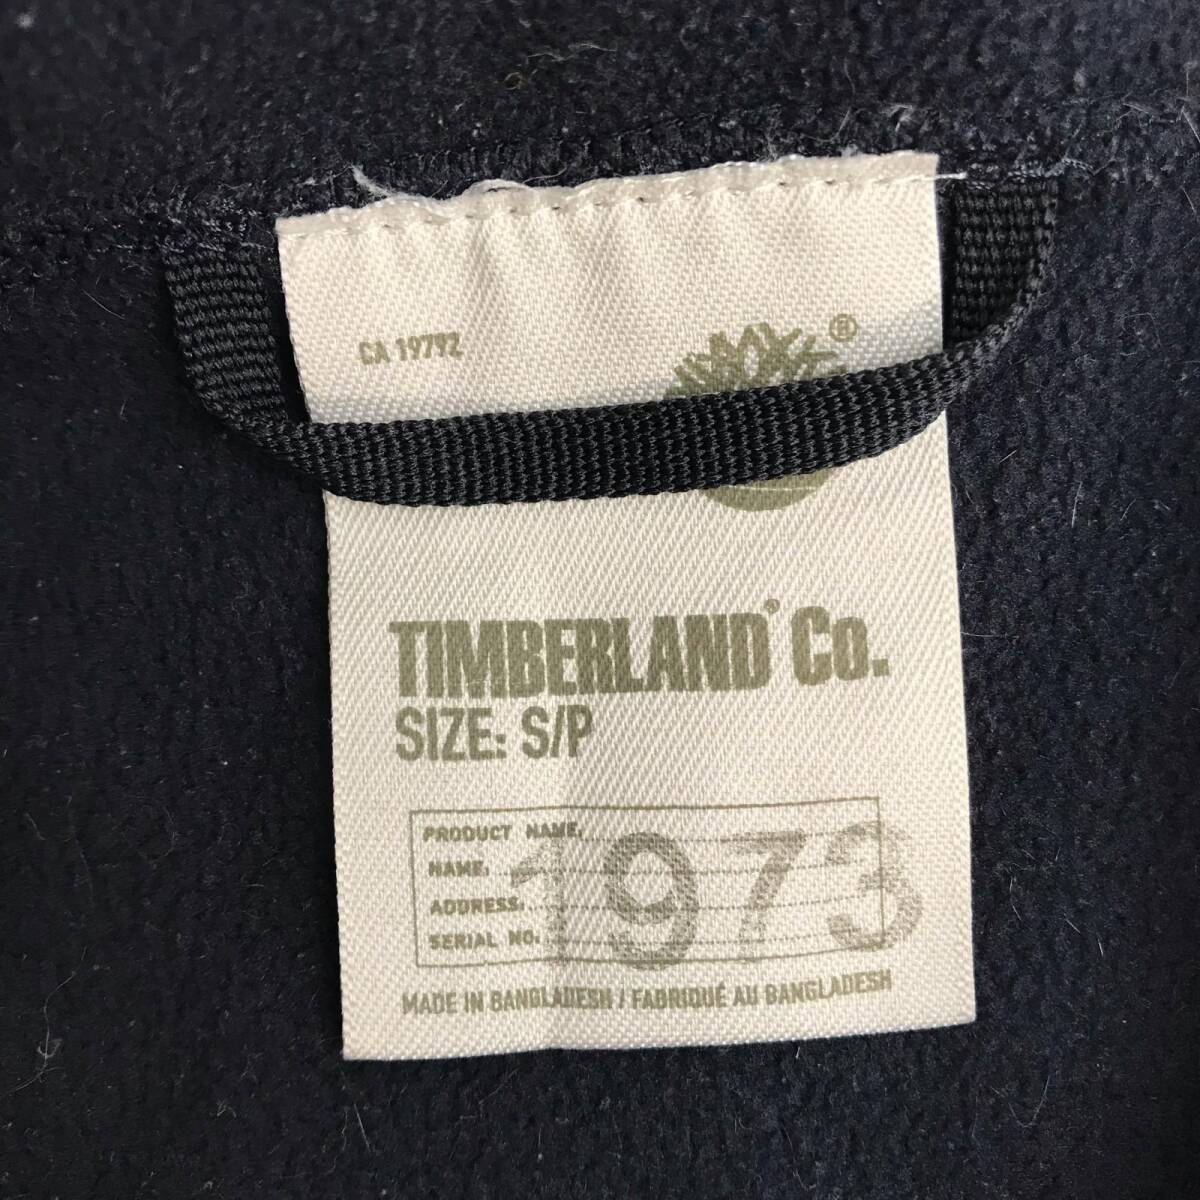 CA 19792
®
TIMBERLAND® Co.
SIZE: S/P
PRODUCT NAME.
NAME.
ADDRESS.
SERIAL NO.
1973
MADE IN BANGLADESH / FABRIQUÉ AU BANGLADESH